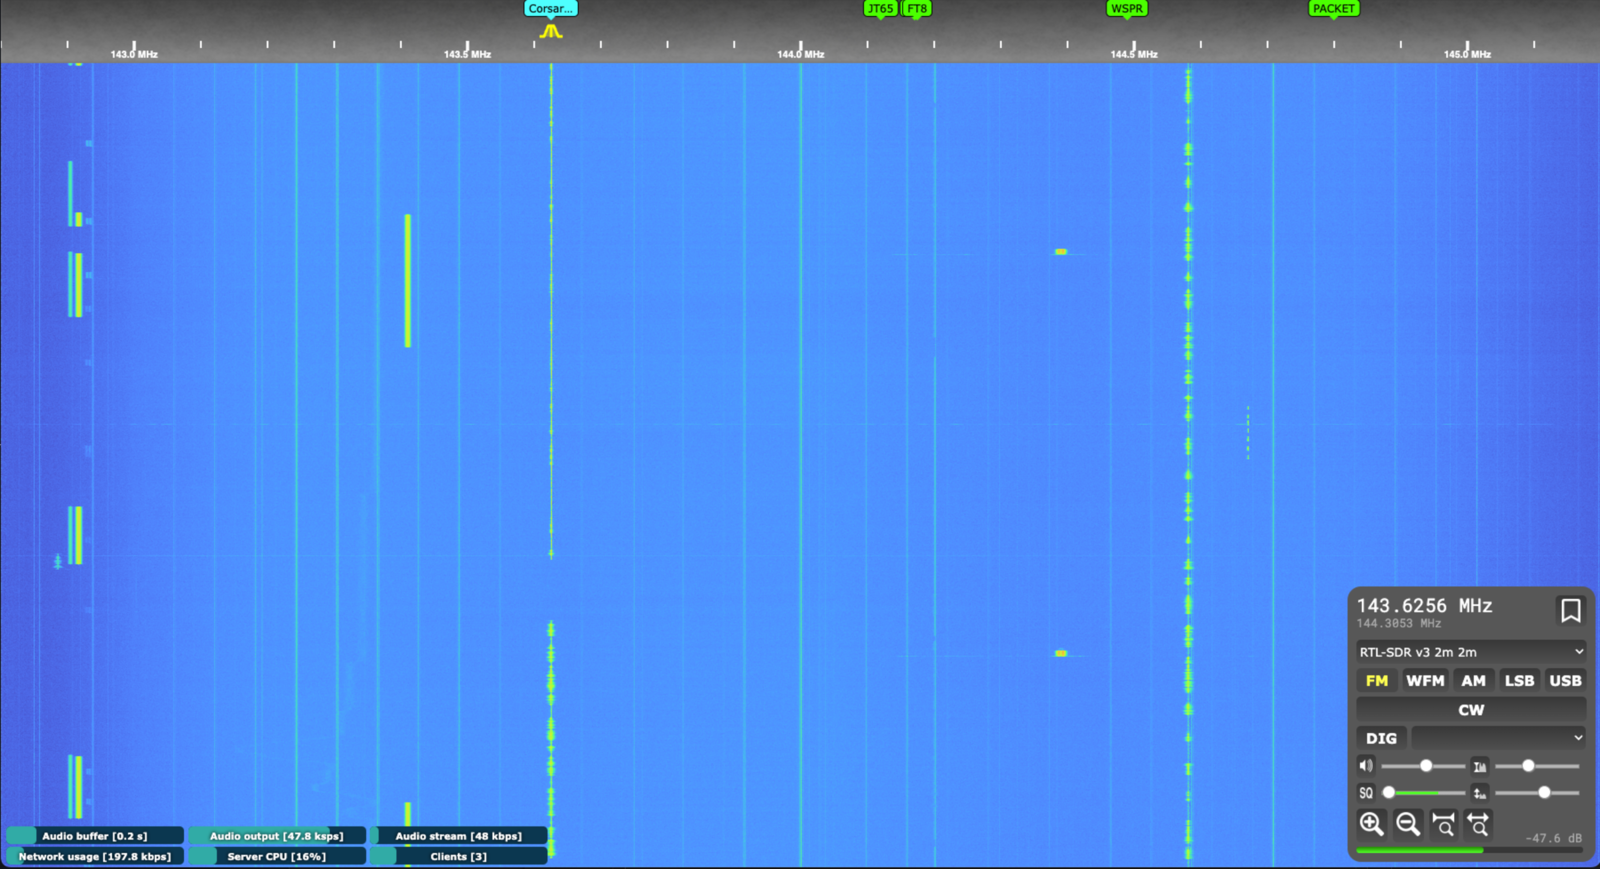 Corsar...
JT65 FT8 WSPR PACKET
143.0 MHz 143.5 MHz 144.0 MHz 144.5 MHz 145.0 MHz
143.6256 MHz
144.3053 MHz
RTL-SDR v3 2m 2m
FM WFM AM LSB USB
CW
DIG
SQ
-47.6 dB
Audio buffer [0.2 s] Audio output [47.8 ksps] Audio stream [48 kbps]
Network usage [197.8 kbps] Server CPU [16%] Clients [3]